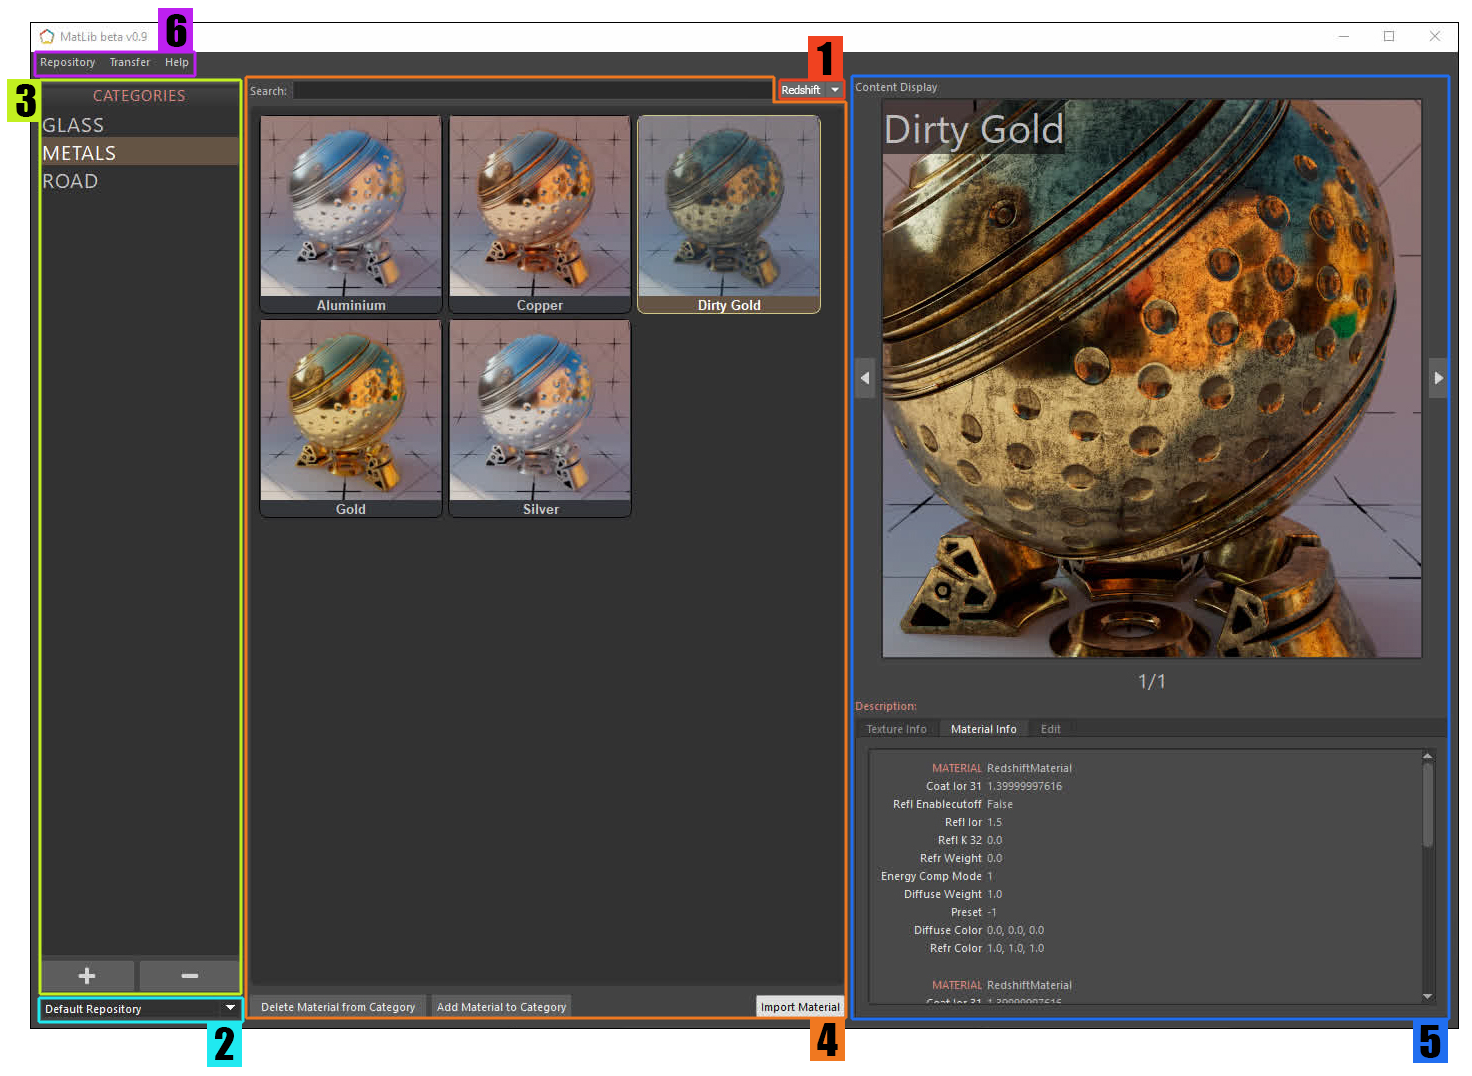 MatLib beta v0.9
6
Repository Transfer Help
1
3
CATEGORIES
GLASS
METALS
ROAD
Default Repository
2
Search:
Redshift
Aluminium
Copper
Dirty Gold
Gold
Silver
Delete Material from Category
Add Material to Category
Import Material
4
Content Display
Dirty Gold
1/1
Description:
Texture Info Material Info Edit
MATERIAL RedshiftMaterial
Coat Ior 31 1.39999997616
Refl Enablecutoff False
Refl Ior 1.5
Refl K 32 0.0
Refr Weight 0.0
Energy Comp Mode 1
Diffuse Weight 1.0
Preset -1
Diffuse Color 0.0, 0.0, 0.0
Refr Color 1.0, 1.0, 1.0
MATERIAL RedshiftMaterial
Coat Ior 31 1.39999997616
5